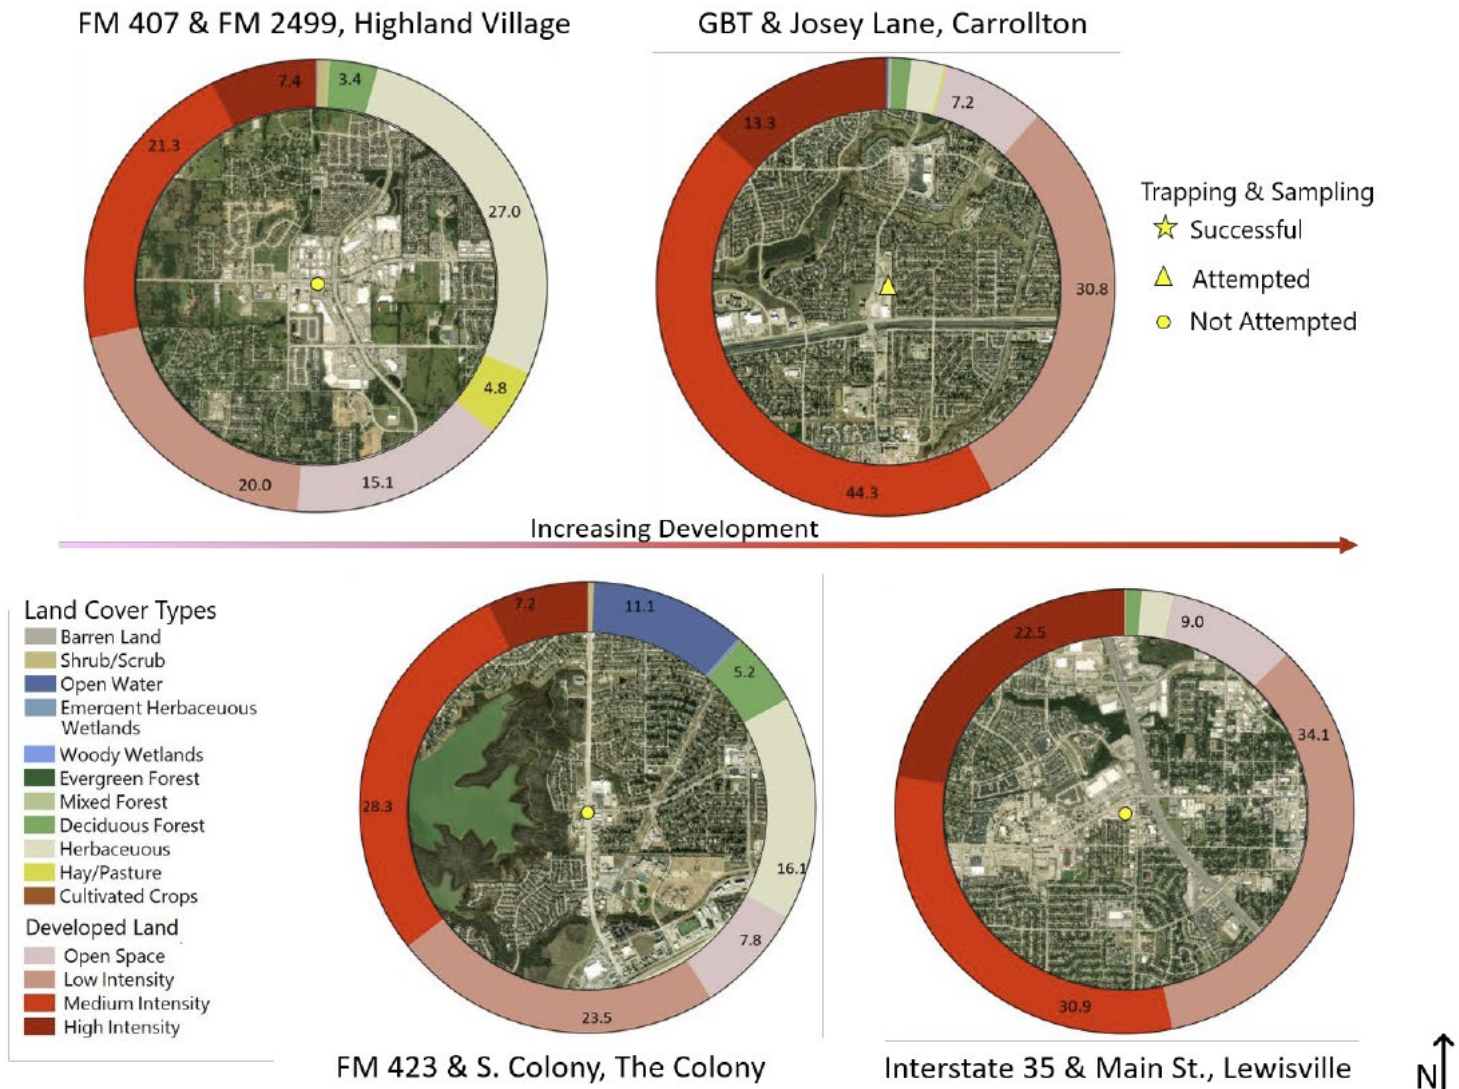 FM 407 & FM 2499, Highland Village
GBT & Josey Lane, Carrollton
7.4
3.4
21.3
27.0
4.8
15.1
20.0
7.2
13.3
30.8
44.3
Trapping & Sampling
Successful
Attempted
Not Attempted
Increasing Development
Land Cover Types
Barren Land
Shrub/Scrub
Open Water
Emergent Herbaceuous
Wetlands
Woody Wetlands
Evergreen Forest
Mixed Forest
Deciduous Forest
Herbaceuous
Hay/Pasture
Cultivated Crops
Developed Land
Open Space
Low Intensity
Medium Intensity
High Intensity
7.2
11.1
5.2
28.3
16.1
7.8
23.5
9.0
22.5
34.1
30.9
FM 423 & S. Colony, The Colony
Interstate 35 & Main St., Lewisville
N